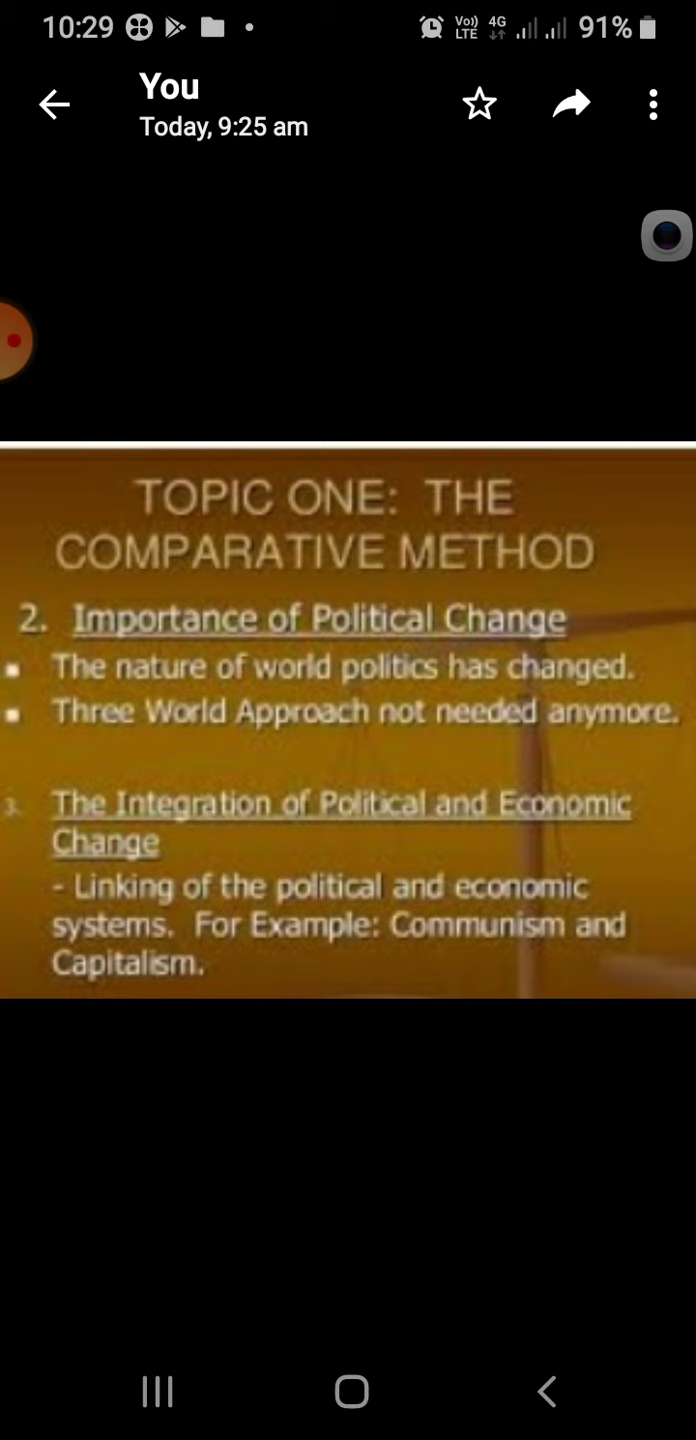 10:29
Vo)) 4G
LTE
91%
You
Today, 9:25 am
TOPIC ONE: THE
COMPARATIVE METHOD
2. Importance of Political Change
▪ The nature of world politics has changed.
▪ Three World Approach not needed anymore.
3. The Integration of Political and Economic
Change
- Linking of the political and economic
systems. For Example: Communism and
Capitalism.